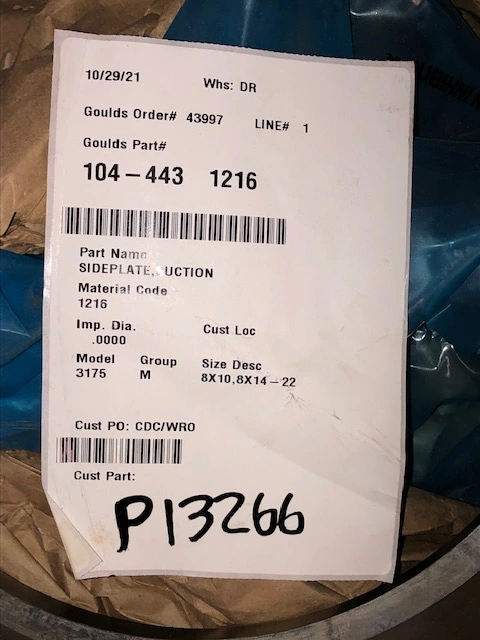 10/29/21 Whs: DR
Goulds Order# 43997 LINE# 1
Goulds Part#
104-443 1216
Part Name
SIDEPLATE, UCTION
Material Code
1216
Imp. Dia. Cust Loc
.0000
Model Group Size Desc
3175 M 8X10,8X14-22
Cust PO: CDC/WRO
Cust Part:
P13266